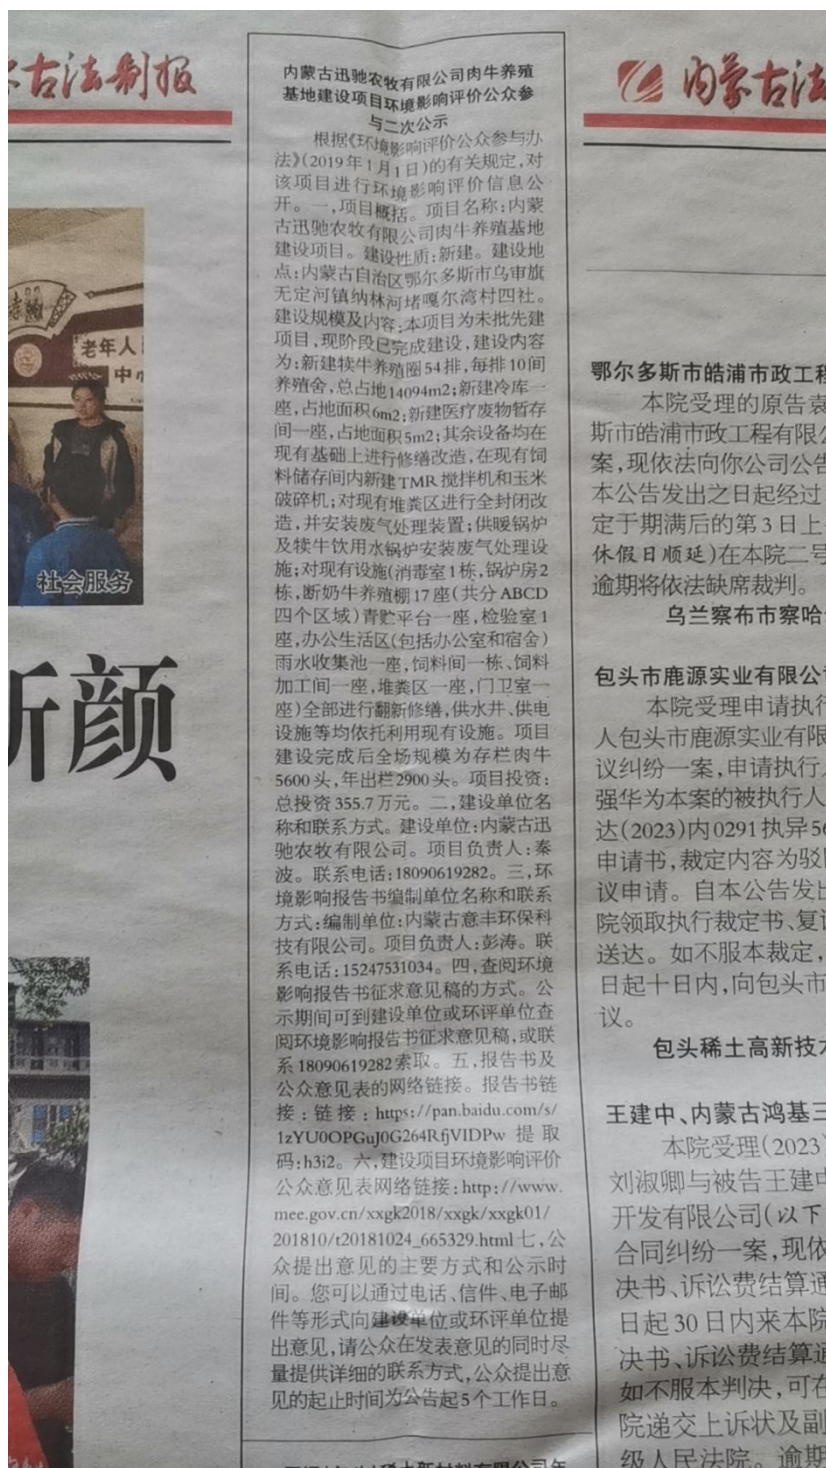 古法制报
老年人
中心
社会服务
新颜
内蒙古迅驰农牧有限公司肉牛养殖
基地建设项目环境影响评价公众参
与二次公示
根据《环境影响评价公众参与办
法》(2019年1月1日)的有关规定,对
该项目进行环境影响评价信息公
开。一,项目概括。项目名称:内蒙
古迅驰农牧有限公司肉牛养殖基地
建设项目。建设性质:新建。建设地
点:内蒙古自治区鄂尔多斯市乌审旗
无定河镇纳林河堵嘎尔湾村四社。
建设规模及内容:本项目为未批先建
项目,现阶段已完成建设,建设内容
为:新建犊牛养殖圈54排,每排10间
养殖舍,总占地14094m2;新建冷库一
座,占地面积6m2;新建医疗废物暂存
间一座,占地面积5m2;其余设备均在
现有基础上进行修缮改造,在现有饲
料储存间内新建TMR搅拌机和玉米
破碎机;对现有堆粪区进行全封闭改
造,并安装废气处理装置;供暖锅炉
及犊牛饮用水锅炉安装废气处理设
施;对现有设施(消毒室1栋,锅炉房2
栋,断奶牛养殖棚17座(共分ABCD
四个区域)青贮平台一座,检验室1
座,办公生活区(包括办公室和宿舍)
雨水收集池一座,饲料间一栋、饲料
加工间一座,堆粪区一座,门卫室一
座)全部进行翻新修缮,供水井、供电
设施等均依托利用现有设施。项目
建设完成后全场规模为存栏肉牛
5600头,年出栏2900头。项目投资:
总投资355.7万元。二,建设单位名
称和联系方式。建设单位:内蒙古迅
驰农牧有限公司。项目负责人:秦
波。联系电话:18090619282。三,环
境影响报告书编制单位名称和联系
方式:编制单位:内蒙古意丰环保科
技有限公司。项目负责人:彭涛。联
系电话:15247531034。四,查阅环境
影响报告书征求意见稿的方式。公
示期间可到建设单位或环评单位查
阅环境影响报告书征求意见稿,或联
系18090619282索取。五,报告书及
公众意见表的网络链接。报告书链
接:链接:https://pan.baidu.com/s/
1zYU0OPGuJ0G264RfjVIDPw 提取
码:h3i2。六,建设项目环境影响评价
公众意见表网络链接:http://www.
mee.gov.cn/xxgk2018/xxgk/xxgk01/
201810/t20181024_665329.html七,公
众提出意见的主要方式和公示时
间。您可以通过电话、信件、电子邮
件等形式向建设单位或环评单位提
出意见,请公众在发表意见的同时尽
量提供详细的联系方式,公众提出意
见的起止时间为公告起5个工作日。
内蒙古法
鄂尔多斯市皓浦市政工程
本院受理的原告袁
斯市皓浦市政工程有限公
案,现依法向你公司公告
本公告发出之日起经过
定于期满后的第3日上
休假日顺延)在本院二号
逾期将依法缺席裁判。
乌兰察布市察哈
包头市鹿源实业有限公司
本院受理申请执行
人包头市鹿源实业有限
议纠纷一案,申请执行人
强华为本案的被执行人
达(2023)内0291执异56
申请书,裁定内容为驳
议申请。自本公告发出
院领取执行裁定书、复议
送达。如不服本裁定,
日起十日内,向包头市
议。
包头稀土高新技术
王建中、内蒙古鸿基三
本院受理(2023)
刘淑卿与被告王建中
开发有限公司(以下
合同纠纷一案,现依
决书、诉讼费结算通
日起30日内来本院
决书、诉讼费结算通
如不服本判决,可在
院递交上诉状及副
级人民法院。逾期